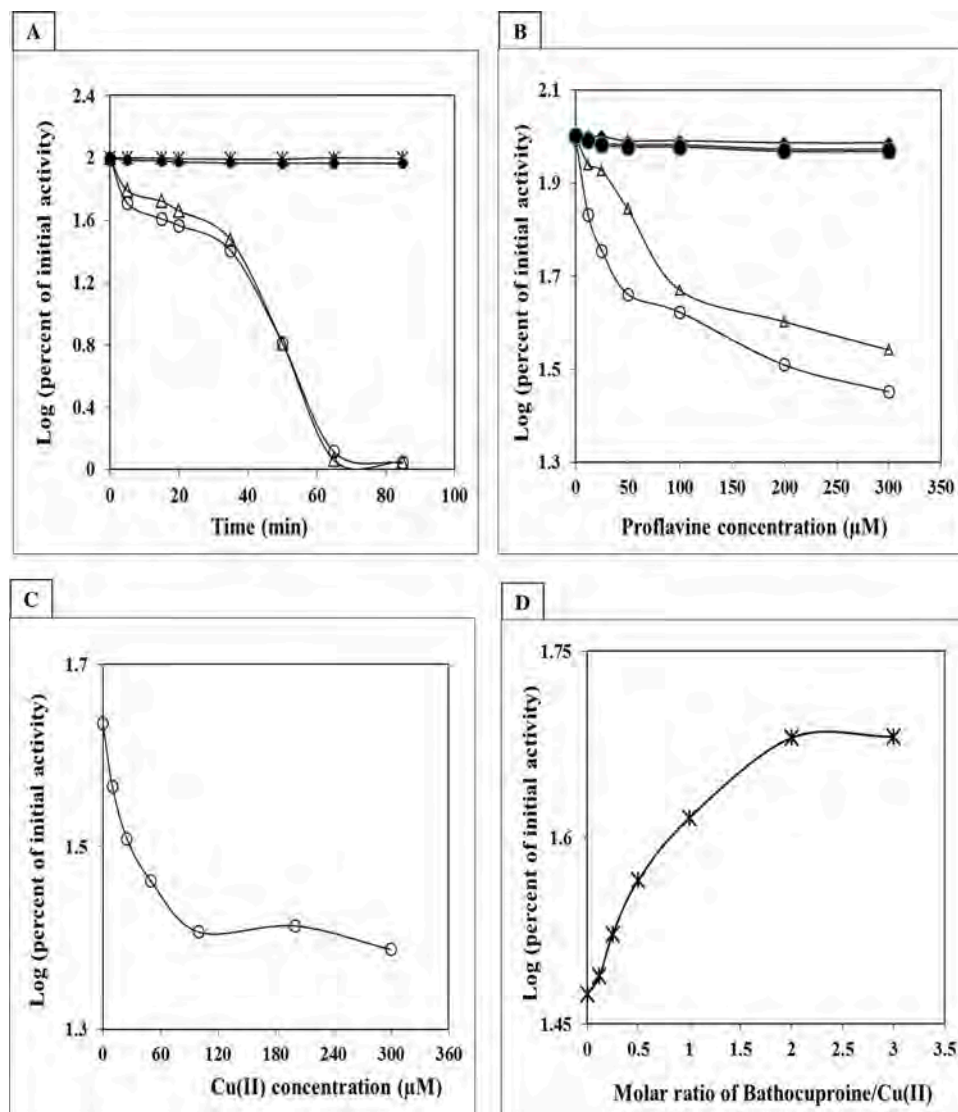 A
Log (percent of initial activity)
2.4
2
1.6
1.2
0.8
0.4
0
0 20 40 60 80 100
Time (min)
B
Log (percent of initial activity)
2.1
1.9
1.7
1.5
1.3
0 50 100 150 200 250 300 350
Proflavine concentration (µM)
C
Log (percent of initial activity)
1.7
1.5
1.3
0 60 120 180 240 300 360
Cu(II) concentration (µM)
D
Log (percent of initial activity)
1.75
1.6
1.45
0 0.5 1 1.5 2 2.5 3 3.5
Molar ratio of Bathocuproine/Cu(II)